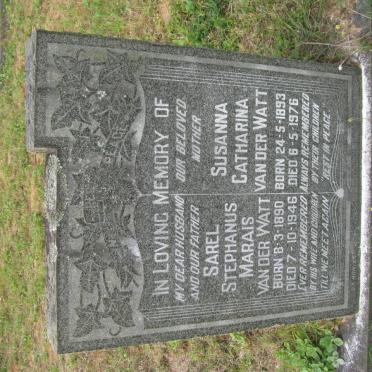 IN LOVING MEMORY OF
MY DEAR HUSBAND
AND OUR FATHER
SAREL
STEPHANUS
MARAIS
VAN DER WATT
BORN 8-3-1890
DIED 7-10-1946
EVER REMEMBERED
BY HIS WIFE AND CHILDREN
TILL WE MEET AGAIN
OUR BELOVED
MOTHER
SUSANNA
CATHARINA
VAN DER WATT
BORN 24-5-1893
DIED 6-5-1976
ALWAYS REMEMBERED
BY THEIR CHILDREN
REST IN PEACE